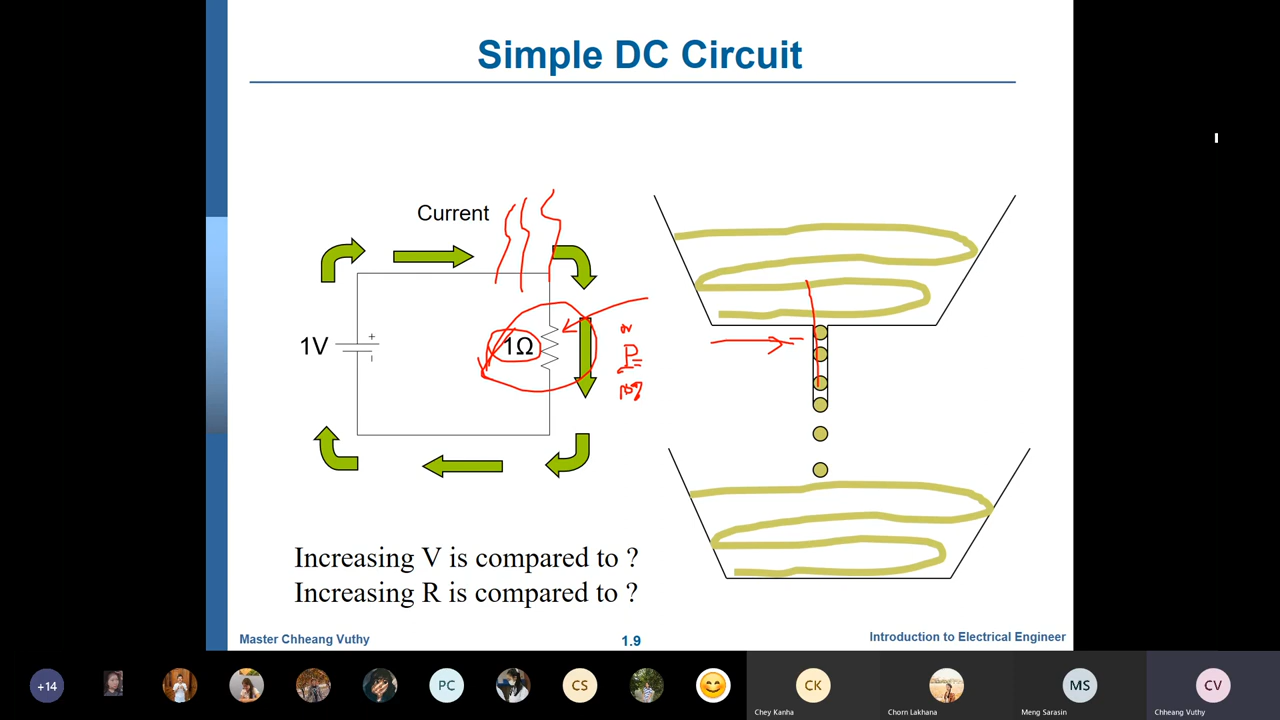 Simple DC Circuit
Current
1V
+
1Ω
P=
Increasing V is compared to ?
Increasing R is compared to ?
Master Chheang Vuthy
1.9
Introduction to Electrical Engineer
+14
PC
CS
CK
Chey Kanha
Chorn Lakhana
MS
Meng Sarasin
CV
Chheang Vuthy